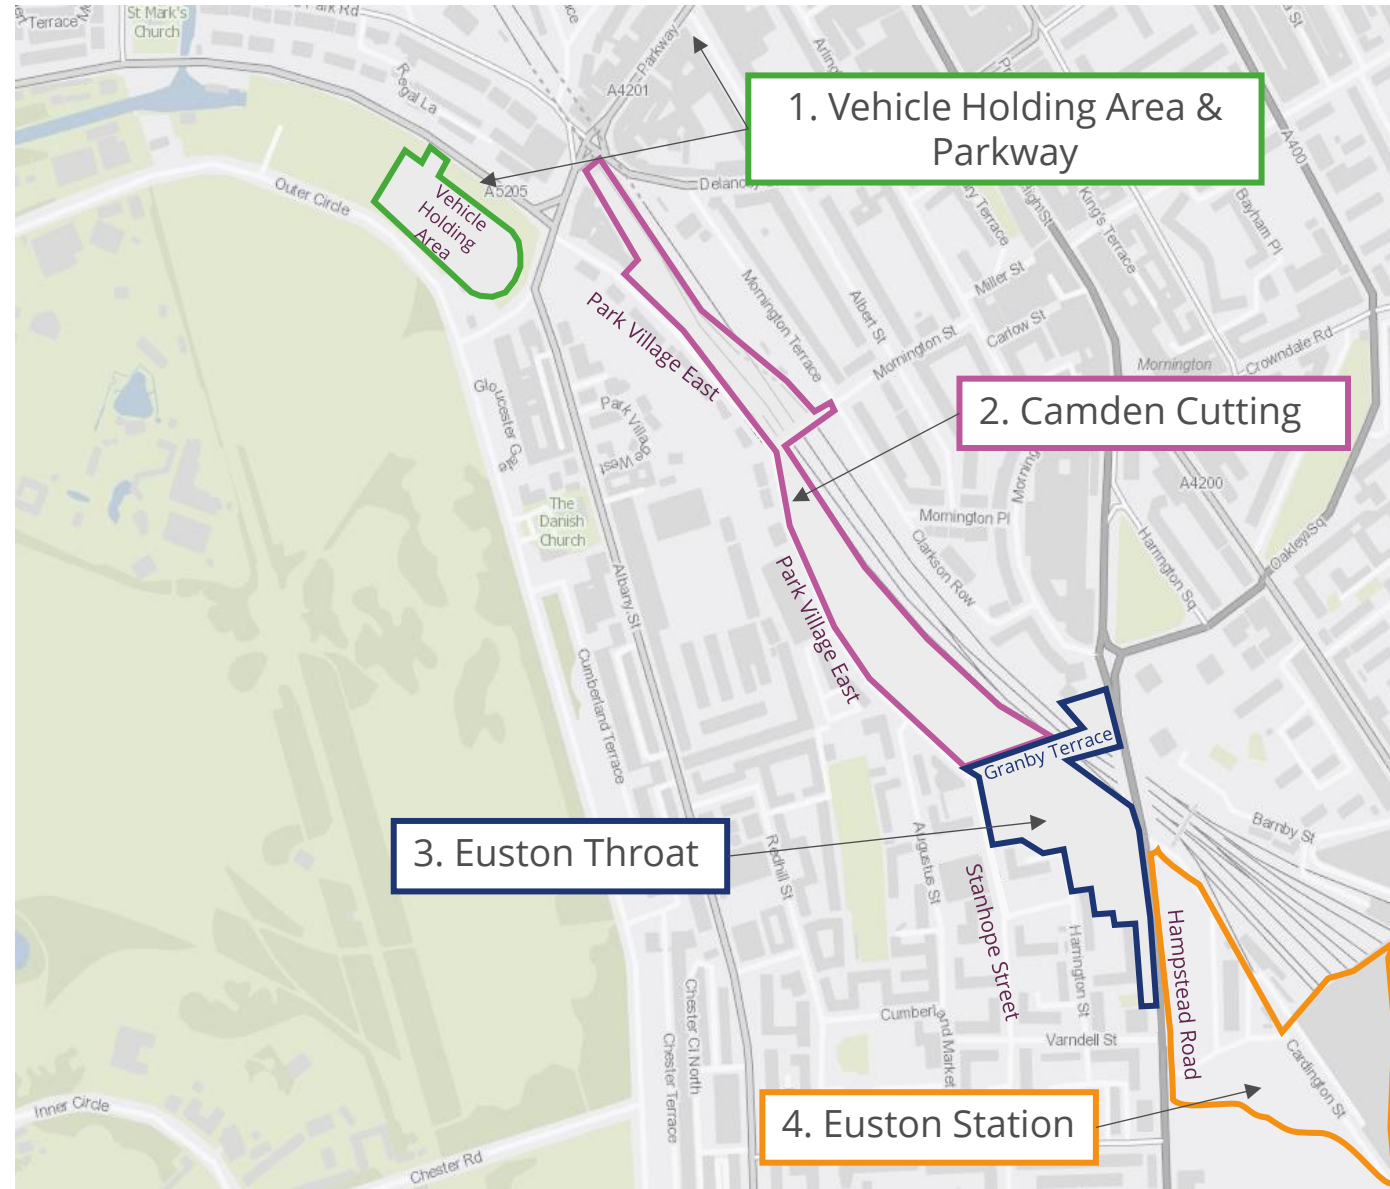 Terrace
St Mark's
Church
Park Rd
Regal La
A4201
Parkway
1. Vehicle Holding Area &
Parkway
A400
Outer Circle
A5205
Vehicle
Holding
Area
Bayham Pl
King's Terrace
Miller St
Mornington Terrace
Albert St
Carlow St
Mornington St
Park Village East
Mornington
Crowndale Rd
Gloucester Gate
Park Village
West
2. Camden Cutting
A4200
The
Danish
Church
Mornington Pl
Clarkson Row
Harrington Sq
Oakley Sq
Albany St
Park Village East
Cumberland Terrace
Granby Terrace
3. Euston Throat
Redhill St
Augustus St
Barnby St
Stanhope Street
Harrington St
Hampstead Road
Chester Cl North
Chester Terrace
Cumberland Market
Varndell St
Cardington St
4. Euston Station
Inner Circle
Chester Rd